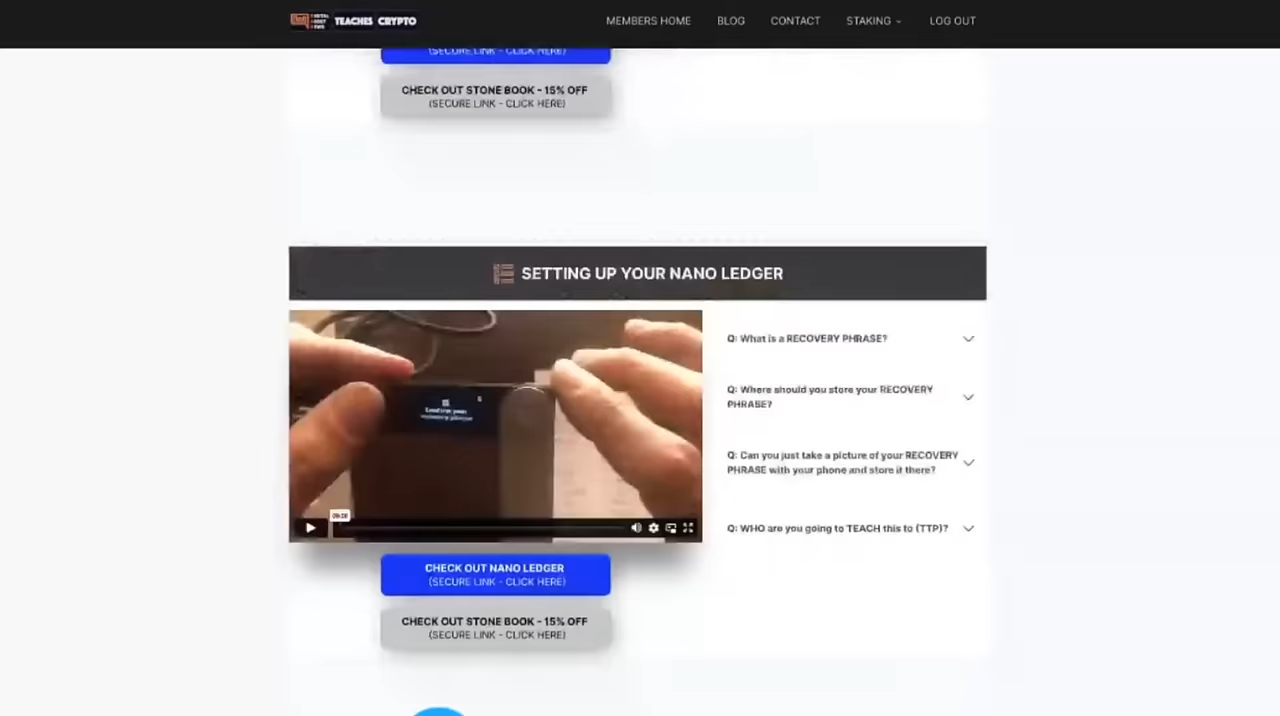 TEACHES CRYPTO
MEMBERS HOME
BLOG
CONTACT
STAKING
LOG OUT
(SECURE LINK - CLICK HERE)
CHECK OUT STONE BOOK - 15% OFF
(SECURE LINK - CLICK HERE)
SETTING UP YOUR NANO LEDGER
Q: What is a RECOVERY PHRASE?
Q: Where should you store your RECOVERY
PHRASE?
Q: Can you just take a picture of your RECOVERY
PHRASE with your phone and store it there?
Q: WHO are you going to TEACH this to (TTP)?
recovery phrase
CHECK OUT NANO LEDGER
(SECURE LINK - CLICK HERE)
CHECK OUT STONE BOOK - 15% OFF
(SECURE LINK - CLICK HERE)